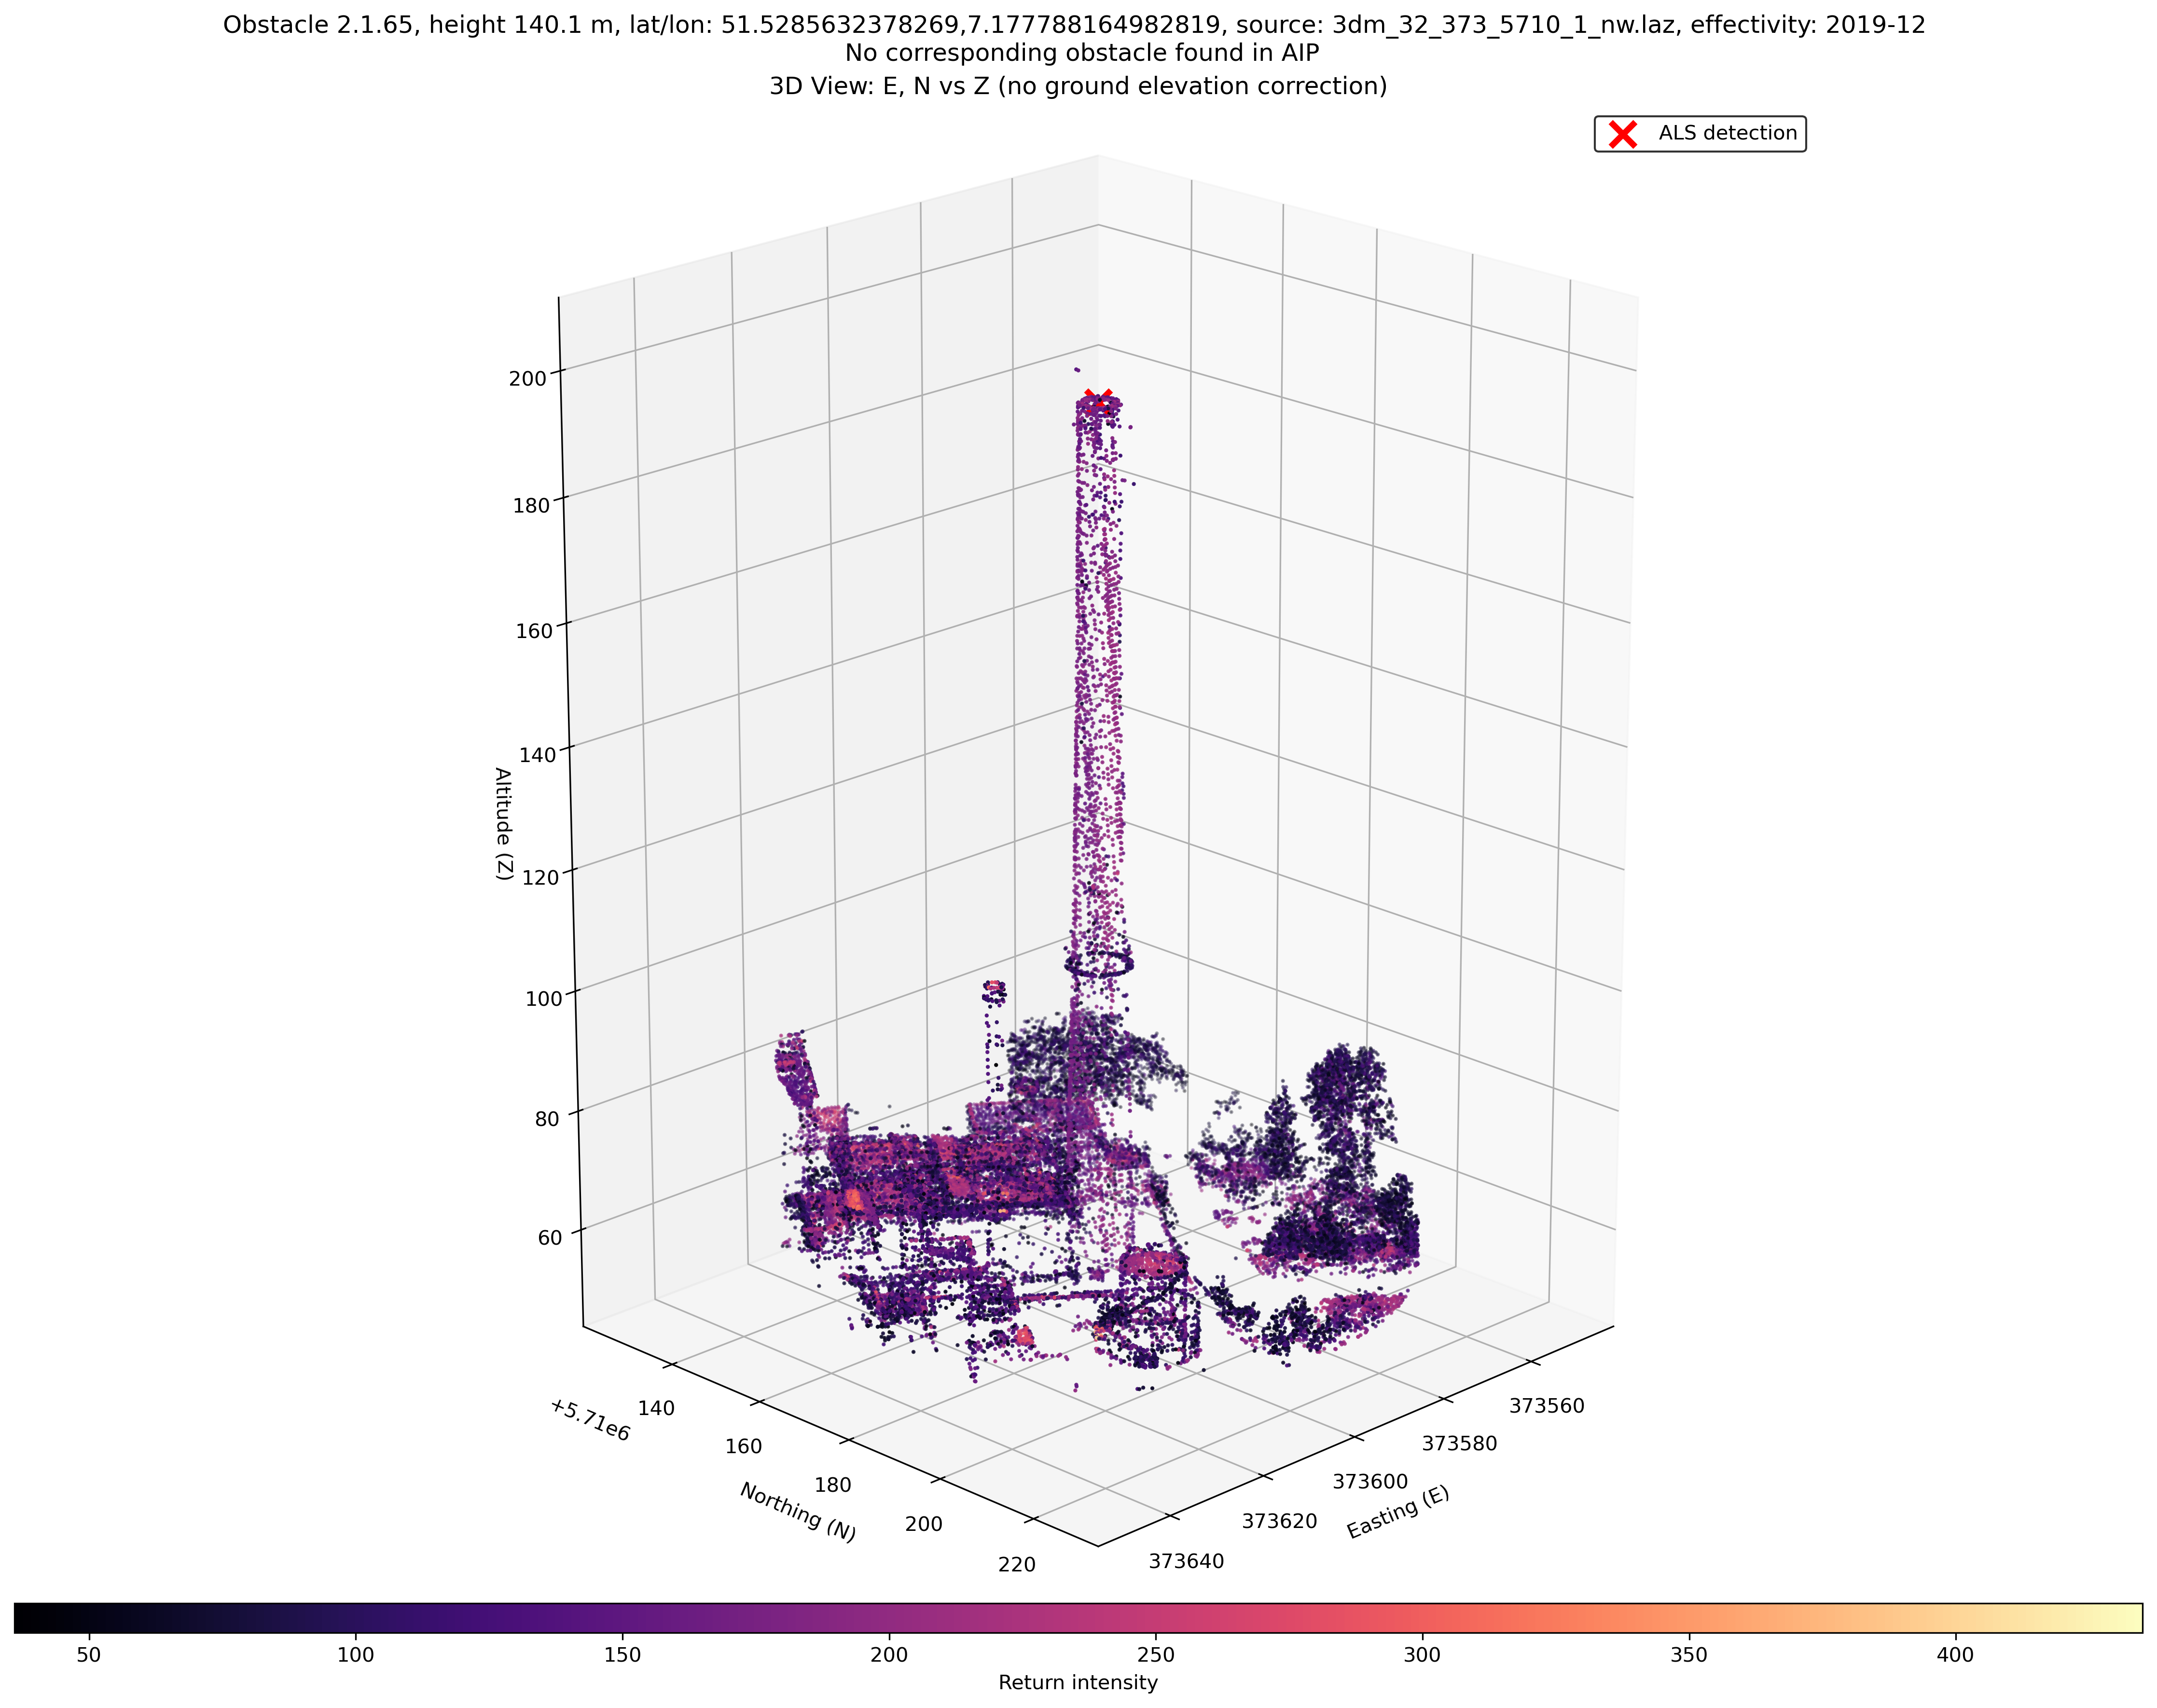 Obstacle 2.1.65, height 140.1 m, lat/lon: 51.5285632378269,7.177788164982819, source: 3dm_32_373_5710_1_nw.laz, effectivity: 2019-12
No corresponding obstacle found in AIP
3D View: E, N vs Z (no ground elevation correction)
ALS detection
200
180
160
140
120
100
80
60
Altitude (Z)
+5.71e6
140
160
180
200
220
Northing (N)
373560
373580
373600
373620
373640
Easting (E)
50
100
150
200
250
300
350
400
Return intensity